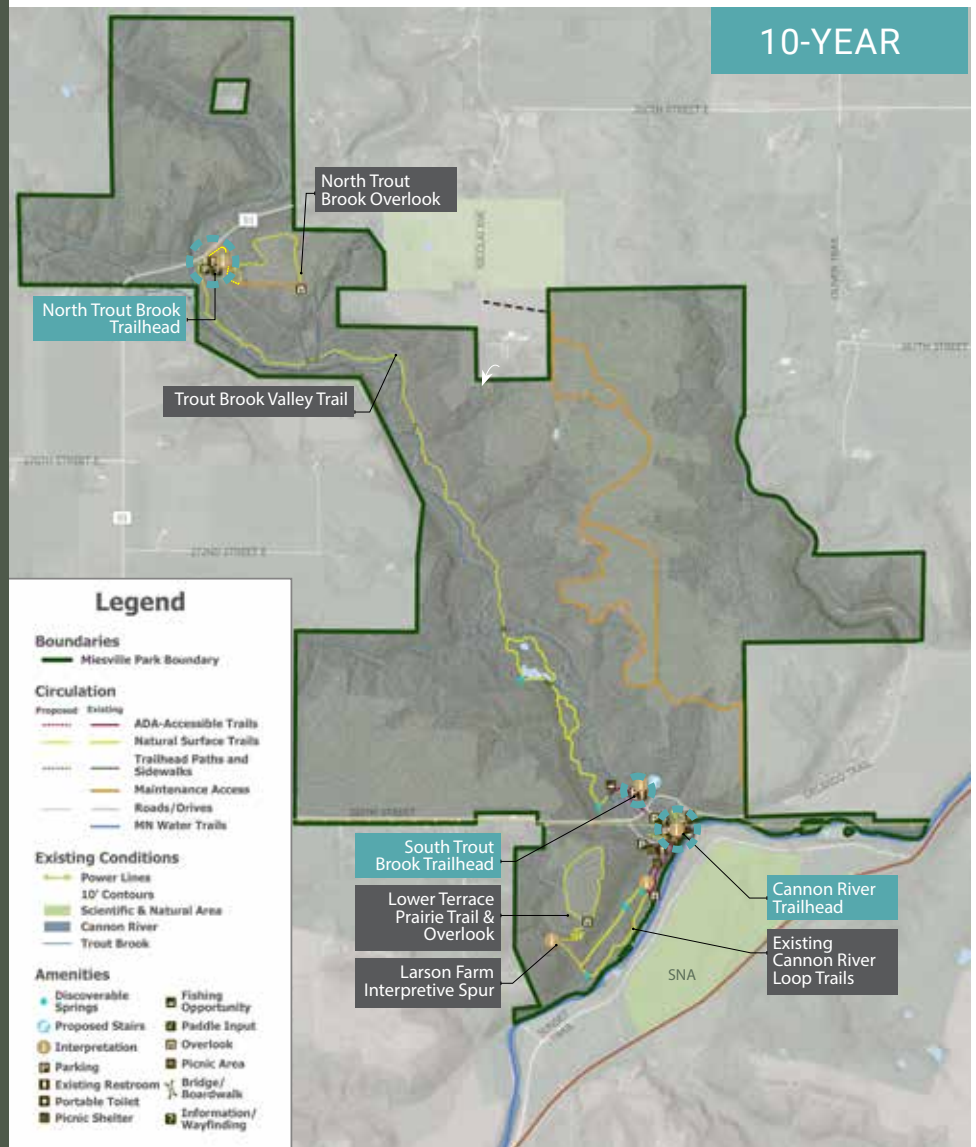 10-YEAR
North Trout
Brook Overlook
North Trout Brook
Trailhead
Trout Brook Valley Trail
Legend
Boundaries
Miesville Park Boundary
Circulation
Proposed Existing
ADA-Accessible Trails
Natural Surface Trails
Trailhead Paths and
Sidewalks
Maintenance Access
Roads/Drives
MN Water Trails
Existing Conditions
Power Lines
10' Contours
Scientific & Natural Area
Cannon River
Trout Brook
Amenities
Discoverable
Springs
Proposed Stairs
Interpretation
Parking
Existing Restroom
Portable Toilet
Picnic Shelter
Fishing
Opportunity
Paddle Input
Overlook
Picnic Area
Bridge/
Boardwalk
Information/
Wayfinding
South Trout
Brook Trailhead
Lower Terrace
Prairie Trail &
Overlook
Larson Farm
Interpretive Spur
Cannon River
Trailhead
Existing
Cannon River
Loop Trails
SNA
SUNSET
TRAIL